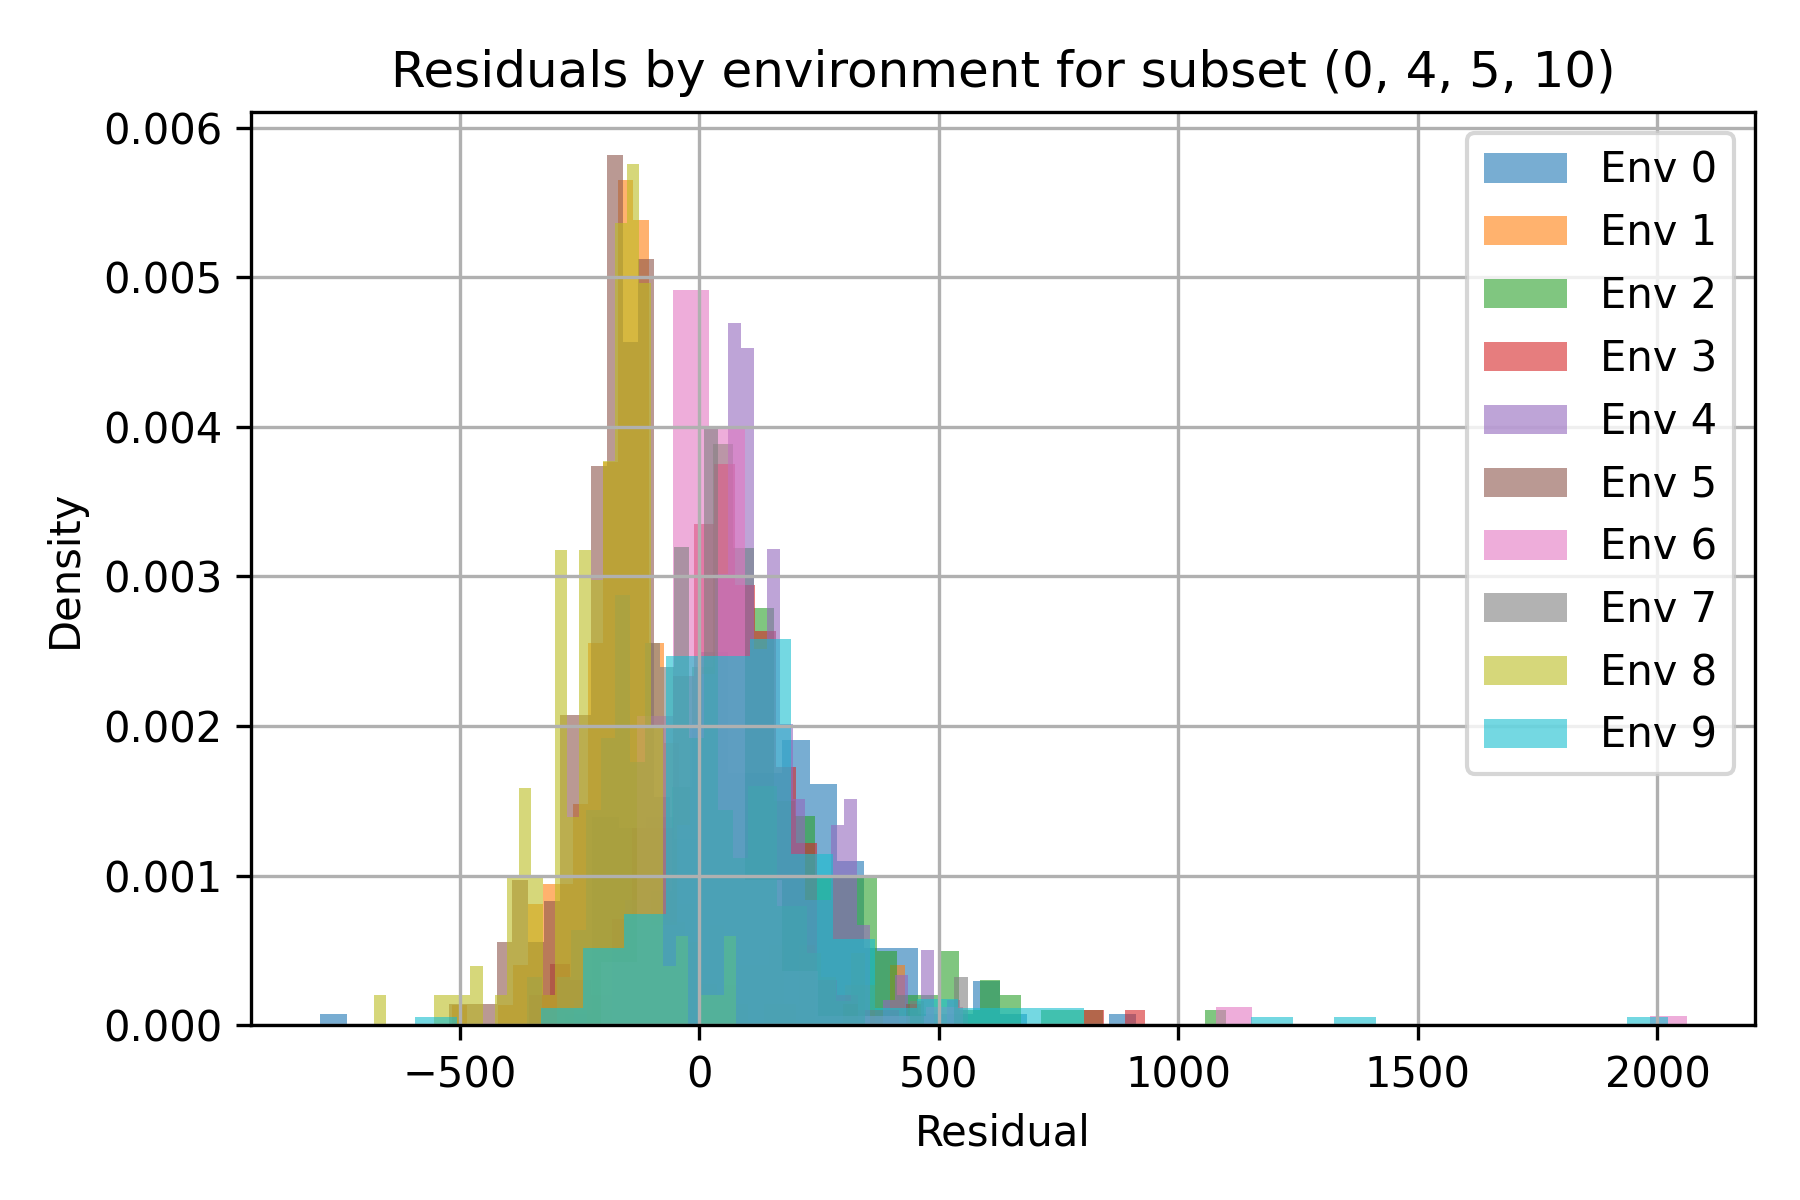 Residuals by environment for subset (0, 4, 5, 10)
0.006
0.005
0.004
0.003
0.002
0.001
0.000
Density
−500
0
500
1000
1500
2000
Residual
Env 0
Env 1
Env 2
Env 3
Env 4
Env 5
Env 6
Env 7
Env 8
Env 9